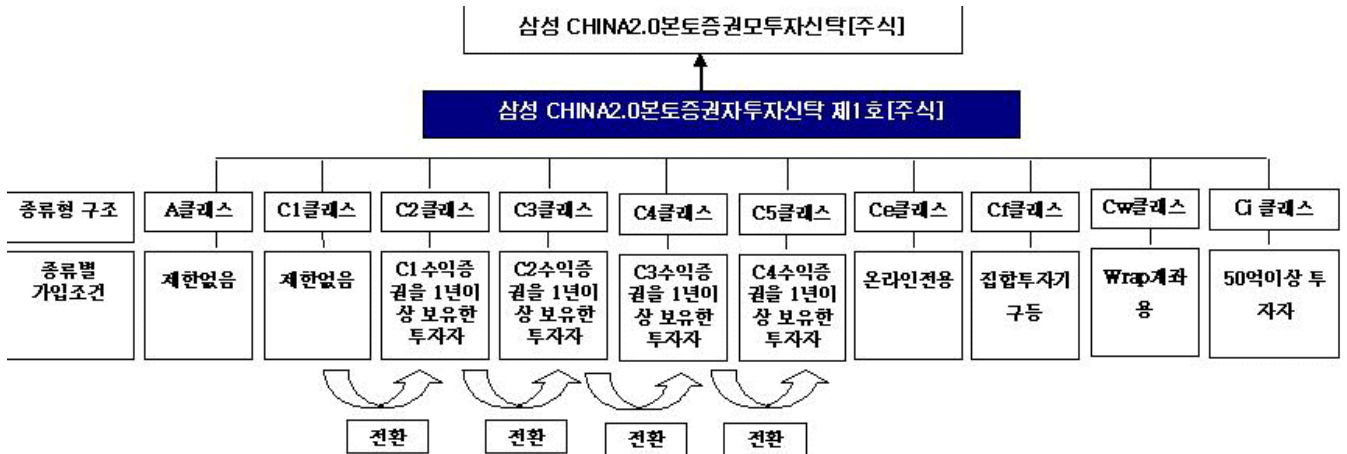 삼성 CHINA2.0본토증권모투자신탁[주식]
삼성 CHINA2.0본토증권자투자신탁 제1호[주식]
종류형 구조
A클래스
C1클래스
C2클래스
C3클래스
C4클래스
C5클래스
Ce클래스
Cf클래스
Cw클래스
Ci 클래스
종류별
가입조건
제한없음
제한없음
C1수익증
권을 1년이
상 보유한
투자자
C2수익증
권을 1년이
상 보유한
투자자
C3수익증
권을 1년이
상 보유한
투자자
C4수익증
권을 1년이
상 보유한
투자자
온라인전용
집합투자기
구등
Wrap계좌
용
50억이상 투
자자
전환
전환
전환
전환